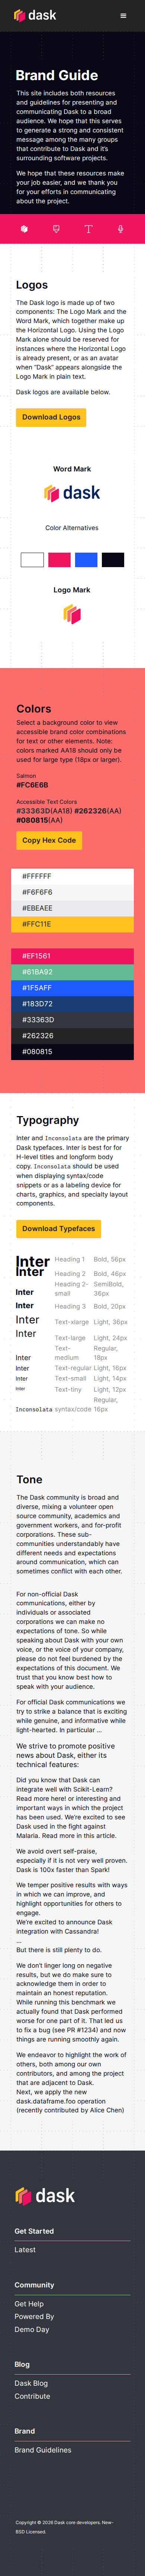 dask
Brand Guide
This site includes both resources
and guidelines for presenting and
communicating Dask to a broad
audience. We hope that this serves
to generate a strong and consistent
message among the many groups
that contribute to Dask and it's
surrounding software projects.
We hope that these resources make
your job easier, and we thank you
for your efforts in communicating
about the project.
Logos
The Dask logo is made up of two
components: The Logo Mark and the
Word Mark, which together make up
the Horizontal Logo. Using the Logo
Mark alone should be reserved for
instances where the Horizontal Logo
is already present, or as an avatar
when "Dask" appears alongside the
Logo Mark in plain text.
Dask logos are available below.
Download Logos
Word Mark
dask
Color Alternatives
Logo Mark
Colors
Select a background color to view
accessible brand color combinations
for text or other elements. Note:
colors marked AA18 should only be
used for large type (18px or larger).
Salmon
#FC6E6B
Accessible Text Colors
#33363D(AA18) #262326(AA)
#080815(AA)
Copy Hex Code
#FFFFFF
#F6F6F6
#EBEAEE
#FFC11E
#EF1561
#61BA92
#1F5AFF
#183D72
#33363D
#262326
#080815
Typography
Inter and Inconsolata are the primary
Dask typefaces. Inter is best for for
H-level titles and longform body
copy. Inconsolata should be used
when displaying syntax/code
snippets or as a labeling device for
charts, graphics, and specialty layout
components.
Download Typefaces
Inter Heading 1 Bold, 56px
Inter Heading 2 Bold, 46px
Inter Heading 2-small SemiBold, 36px
Inter Heading 3 Bold, 20px
Inter Text-xlarge Light, 36px
Inter Text-large Light, 24px
Inter Text-medium Regular, 18px
Inter Text-regular Light, 16px
Inter Text-small Light, 14px
Inter Text-tiny Light, 12px
Inconsolata syntax/code Regular, 16px
Tone
The Dask community is broad and
diverse, mixing a volunteer open
source community, academics and
government workers, and for-profit
corporations. These sub-
communities understandably have
different needs and expectations
around communication, which can
sometimes conflict with each other.
For non-official Dask
communications, either by
individuals or associated
corporations we can make no
expectations of tone. So while
speaking about Dask with your own
voice, or the voice of your company,
please do not feel burdened by the
expectations of this document. We
trust that you know best how to
speak with your audience.
For official Dask communications we
try to strike a balance that is exciting
while genuine, and informative while
light-hearted. In particular ...
We strive to promote positive
news about Dask, either its
technical features:
Did you know that Dask can
integrate well with Scikit-Learn?
Read more here! or interesting and
important ways in which the project
has been used. We're excited to see
Dask used in the fight against
Malaria. Read more in this article.
We avoid overt self-praise,
especially if it is not very well proven.
Dask is 100x faster than Spark!
We temper positive results with ways
in which we can improve, and
highlight opportunities for others to
engage.
We're excited to announce Dask
integration with Cassandra!
...
But there is still plenty to do.
We don't linger long on negative
results, but we do make sure to
acknowledge them in order to
maintain an honest reputation.
While running this benchmark we
actually found that Dask performed
worse for one part of it. That led us
to fix a bug (see PR #1234) and now
things are running smoothly again.
We endeavor to highlight the work of
others, both among our own
contributors, and among the project
that are adjacent to Dask.
Next, we apply the new
dask.dataframe.foo operation
(recently contributed by Alice Chen)
dask
Get Started
Latest
Community
Get Help
Powered By
Demo Day
Blog
Dask Blog
Contribute
Brand
Brand Guidelines
Copyright © 2026 Dask core developers. New-
BSD Licensed.